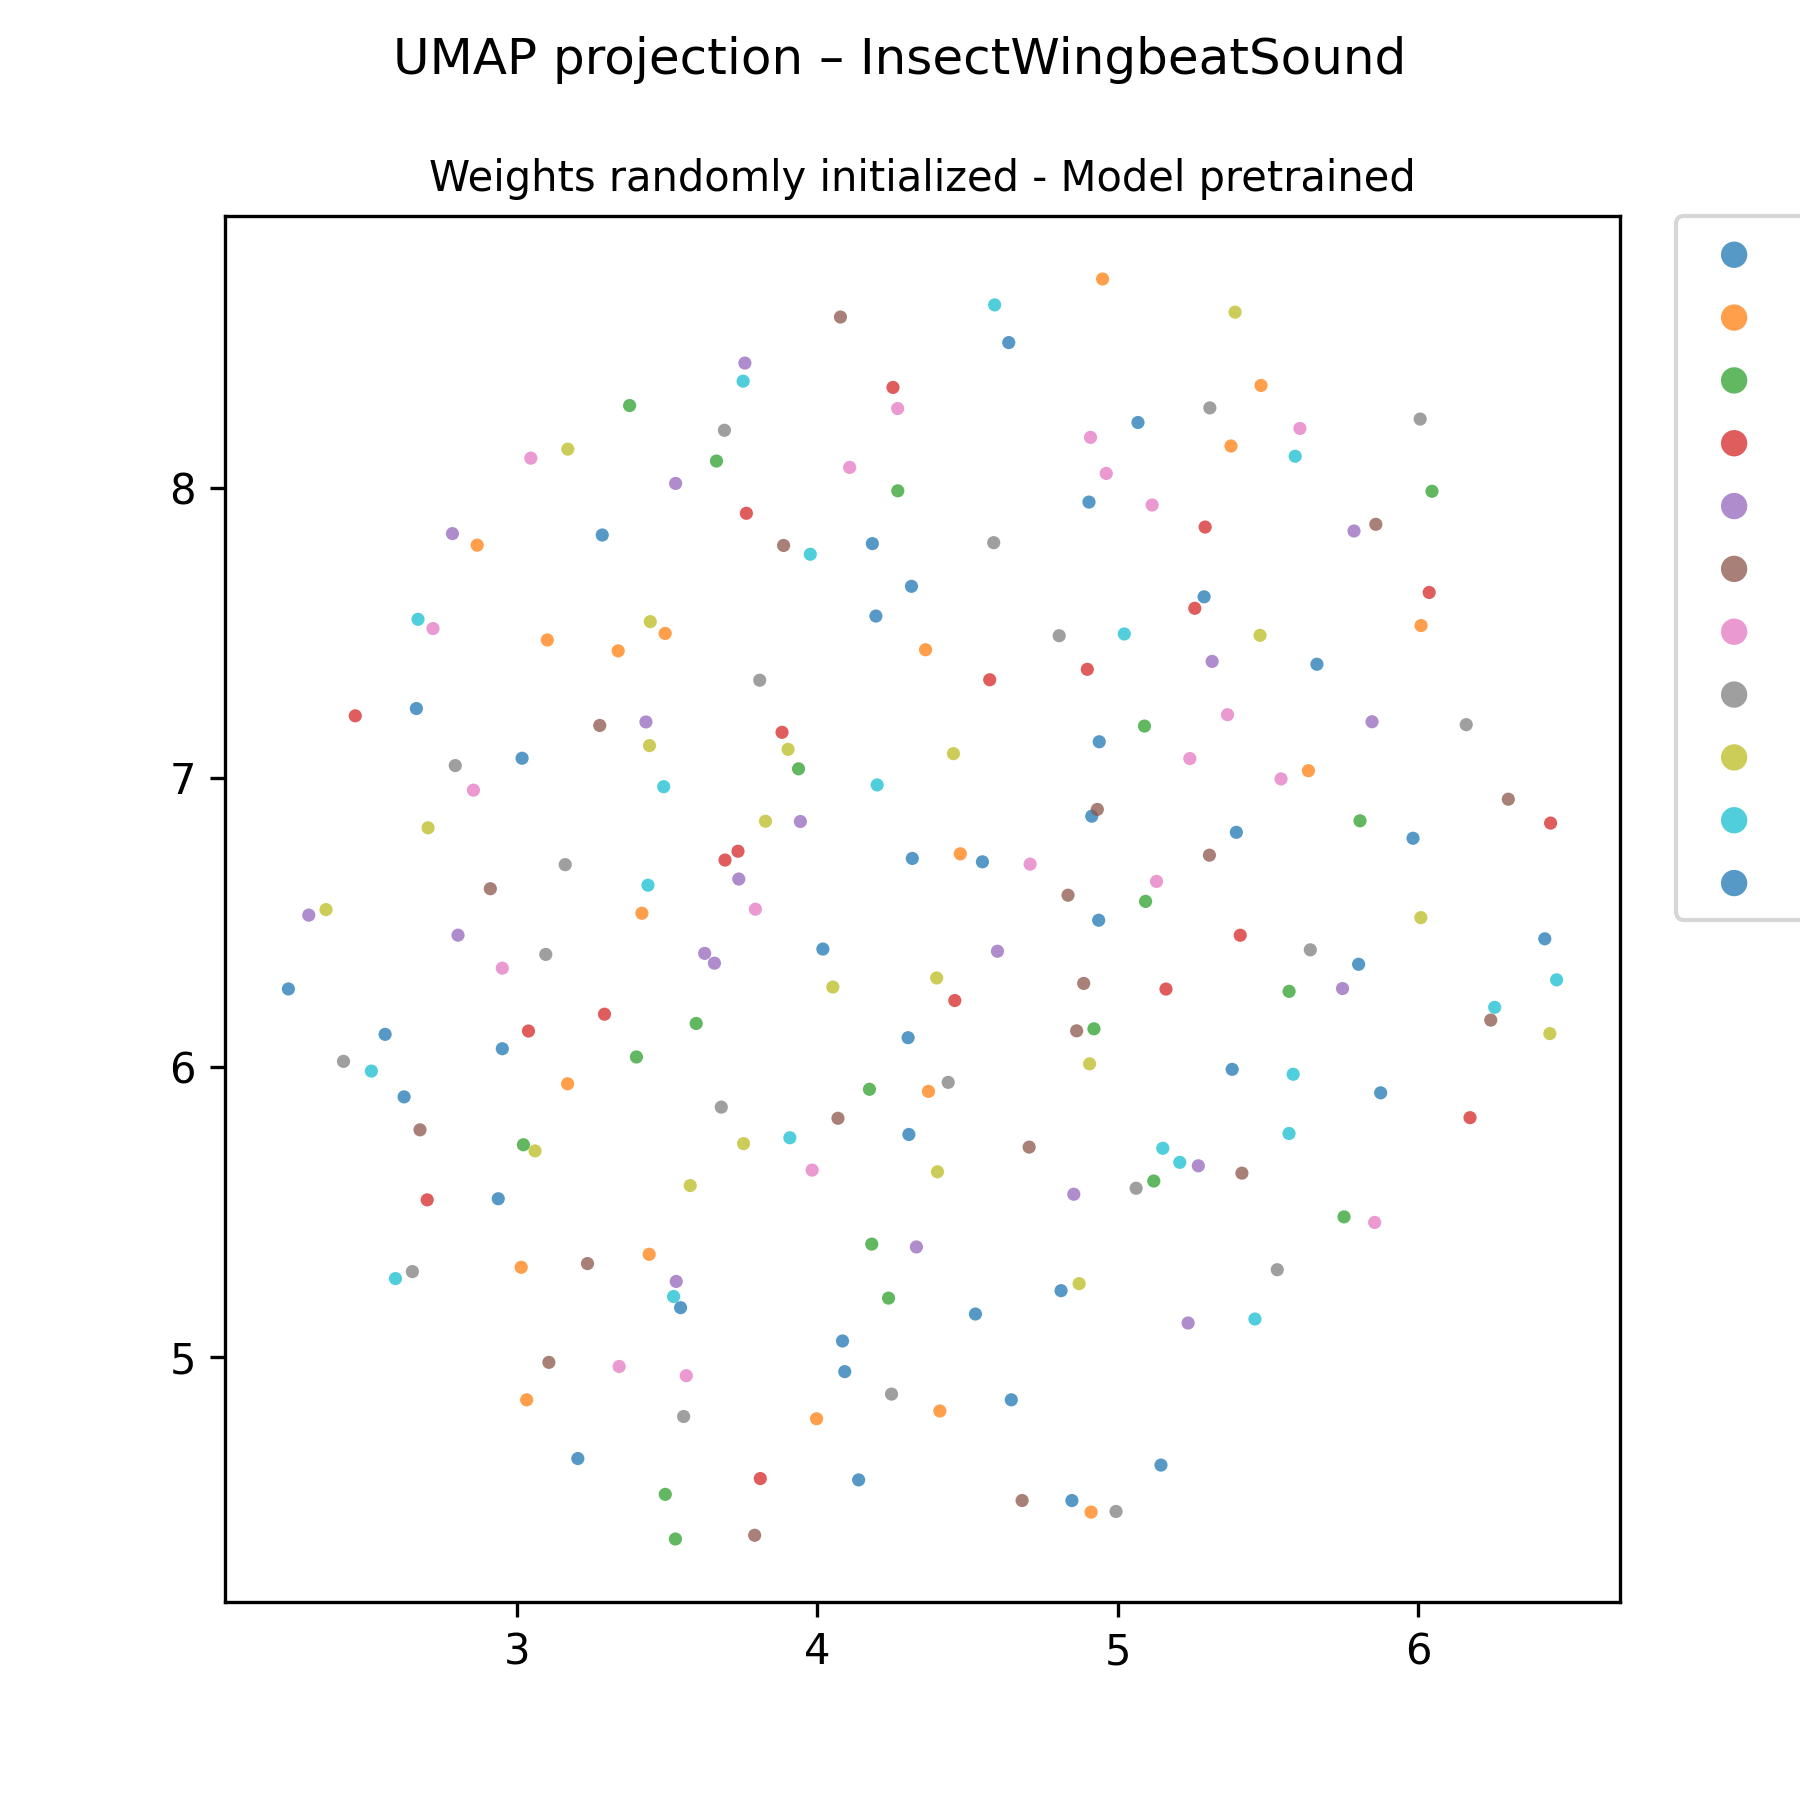 UMAP projection – InsectWingbeatSound
Weights randomly initialized - Model pretrained
8
7
6
5
3 4 5 6